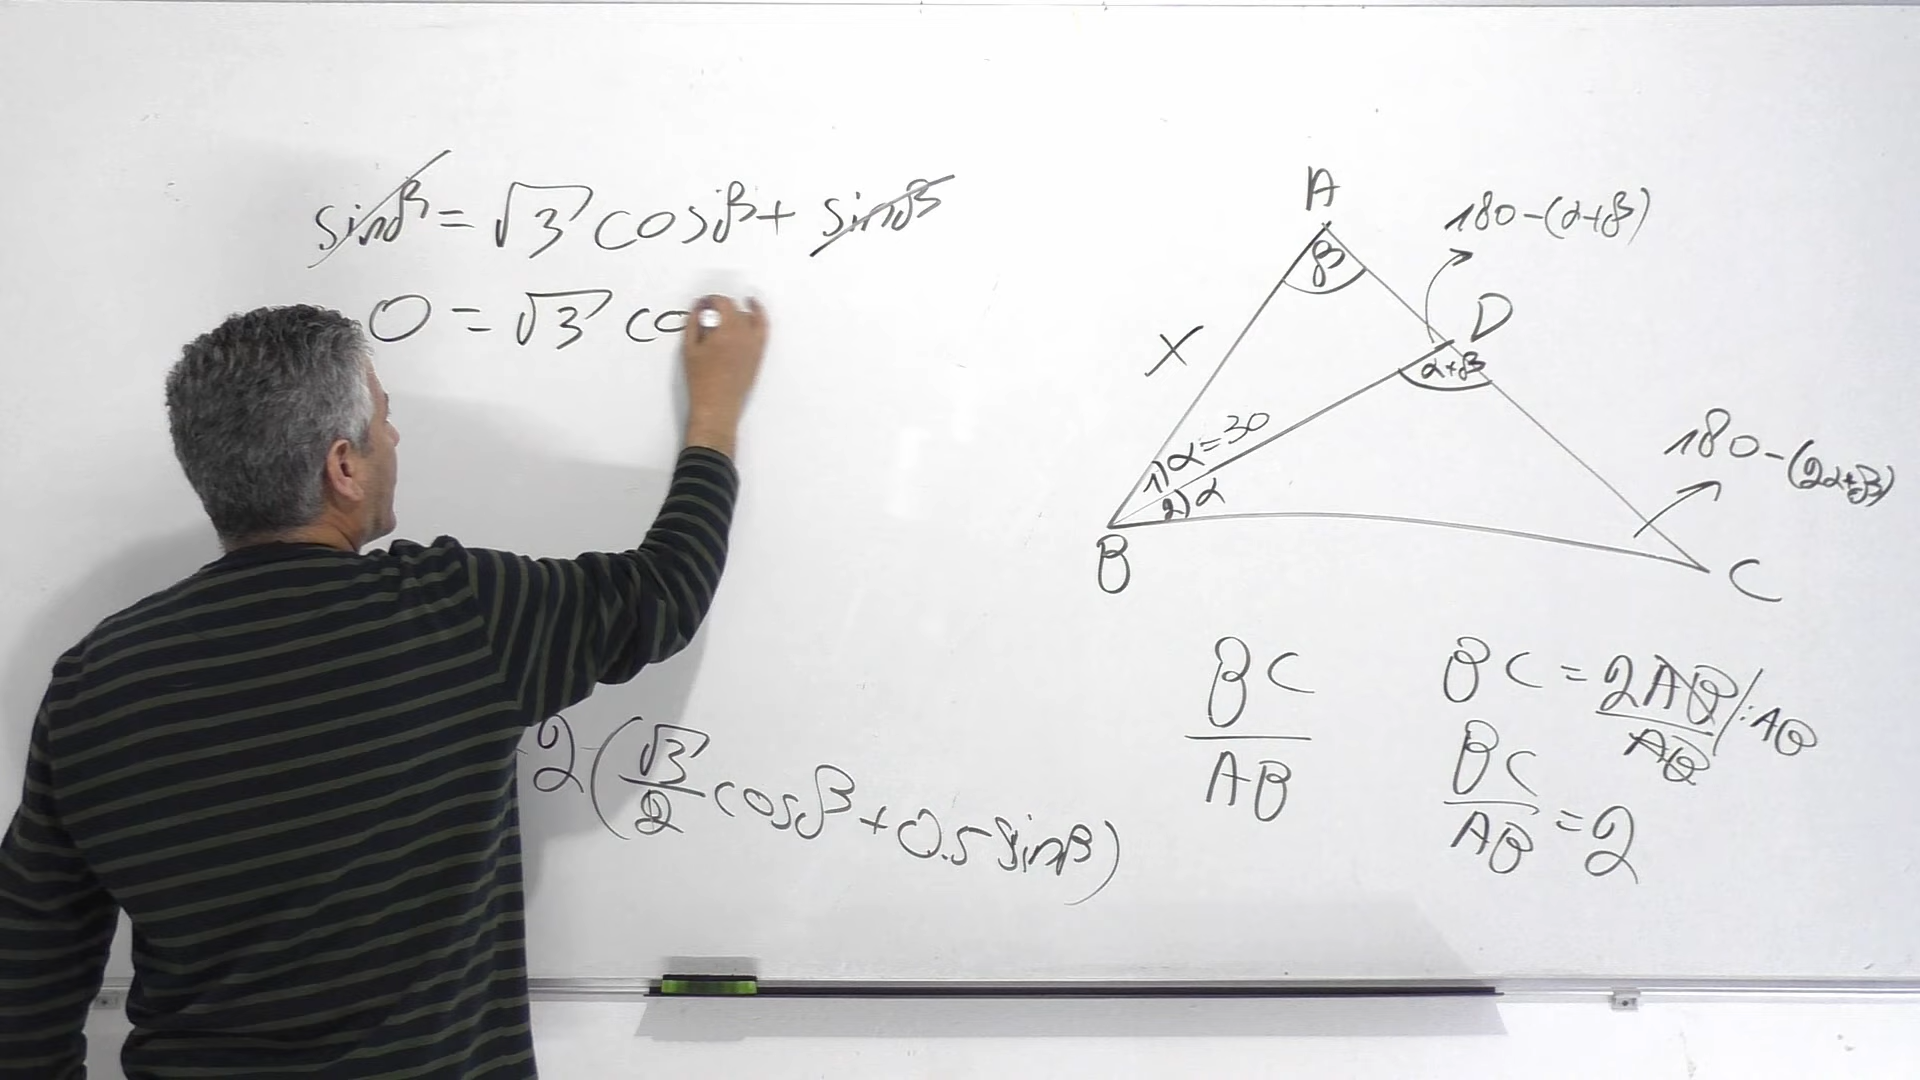 sinβ = √3 cosβ + sinβ
0 = √3 co
2(√3/2 cosβ + 0.5 sinβ)
A
180-(α+β)
β
D
X
α+β
1) α=30
2) α
180-(2α+β)
B
C
BC/AB
BC = 2AB/AB /:AB
BC/AB = 2